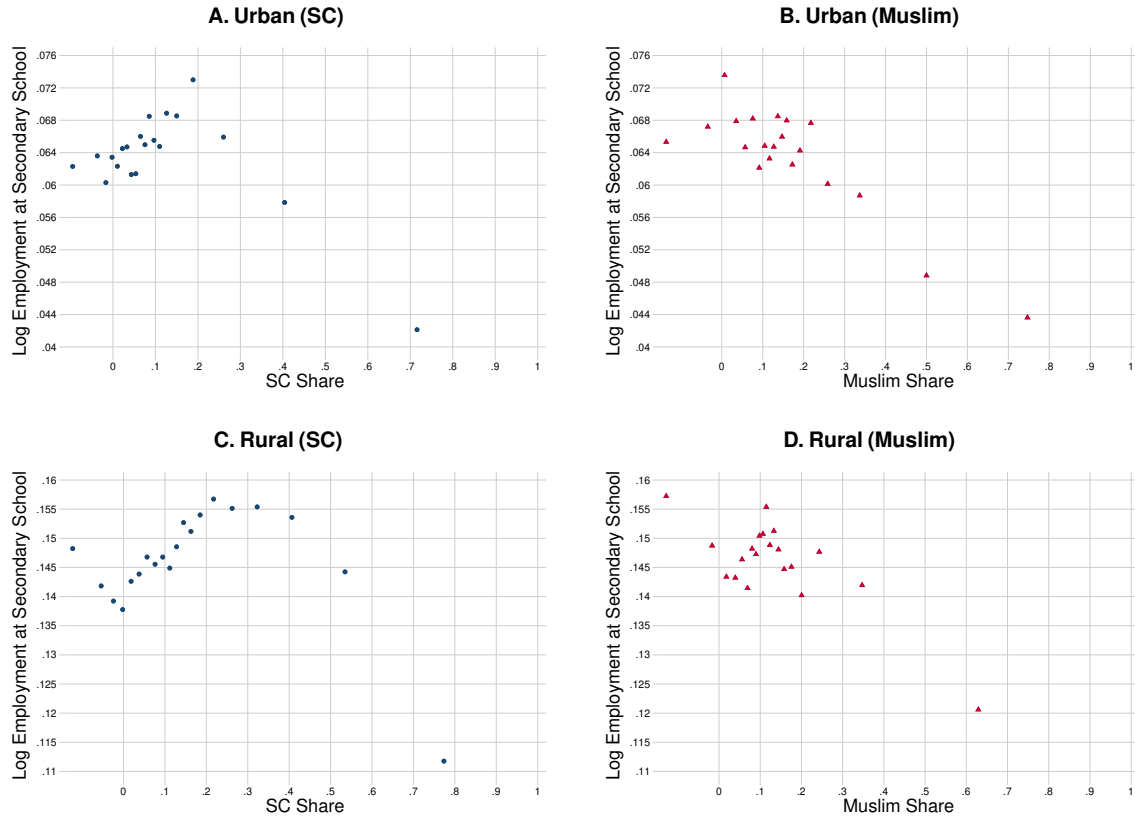 A. Urban (SC)
Log Employment at Secondary School
.076
.072
.068
.064
.06
.056
.052
.048
.044
.04
0 .1 .2 .3 .4 .5 .6 .7 .8 .9 1
SC Share
B. Urban (Muslim)
Log Employment at Secondary School
.076
.072
.068
.064
.06
.056
.052
.048
.044
.04
0 .1 .2 .3 .4 .5 .6 .7 .8 .9 1
Muslim Share
C. Rural (SC)
Log Employment at Secondary School
.16
.155
.15
.145
.14
.135
.13
.125
.12
.115
.11
0 .1 .2 .3 .4 .5 .6 .7 .8 .9 1
SC Share
D. Rural (Muslim)
Log Employment at Secondary School
.16
.155
.15
.145
.14
.135
.13
.125
.12
.115
.11
0 .1 .2 .3 .4 .5 .6 .7 .8 .9 1
Muslim Share